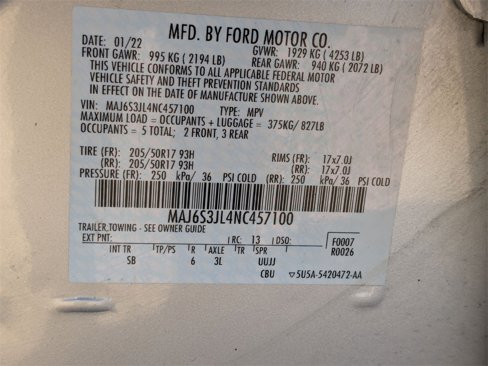 MFD. BY FORD MOTOR CO.
DATE: 01/22 GVWR: 1929 KG (4253 LB)
FRONT GAWR: 995 KG (2194 LB) REAR GAWR: 940 KG (2072 LB)
THIS VEHICLE CONFORMS TO ALL APPLICABLE FEDERAL MOTOR
VEHICLE SAFETY AND THEFT PREVENTION STANDARDS
IN EFFECT ON THE DATE OF MANUFACTURE SHOWN ABOVE.
VIN: MAJ6S3JL4NC457100 TYPE: MPV
MAXIMUM LOAD = OCCUPANTS + LUGGAGE = 375KG/ 827LB
OCCUPANTS = 5 TOTAL; 2 FRONT, 3 REAR
TIRE (FR): 205/50R17 93H RIMS (FR): 17x7.0J
(RR): 205/50R17 93H (RR): 17x7.0J
PRESSURE (FR): 250 kPa/ 36 PSI COLD (RR): 250 kPa/ 36 PSI COLD
MAJ6S3JL4NC457100
TRAILER TOWING - SEE OWNER GUIDE
EXT PNT: RC: 13 DSO: F0007
R0026
INT TR TP/PS R AXLE TR SPR
SB 6 3L UUJJ
CBU 5U5A-5420472-AA